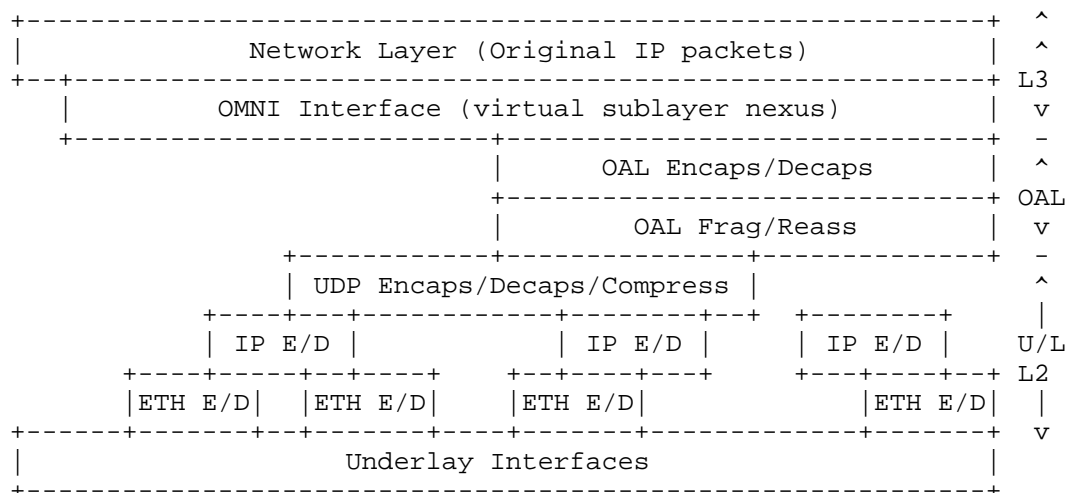 +------------------------------------------------------------+  ^
|              Network Layer (Original IP packets)           |  ^
+--+---------------------------------------------------------+ L3
   |         OMNI Interface (virtual sublayer nexus)         |  v
   +--------------------------+------------------------------+  -
                              |      OAL Encaps/Decaps       |  ^
                              +------------------------------+ OAL
                              |        OAL Frag/Reass        |  v
                 +------------+---------------+--------------+  -
                 | UDP Encaps/Decaps/Compress |                 ^
            +----+---+------------+--------+--+  +--------+     |
            | IP E/D |            | IP E/D |     | IP E/D |    U/L
       +----+-----+--+----+    +--+----+---+     +---+----+--+ L2
       |ETH E/D|  |ETH E/D|    |ETH E/D|             |ETH E/D|  |
+------+-------+--+-------+----+-------+-------------+-------+  v
|                    Underlay Interfaces                     |
+------------------------------------------------------------+